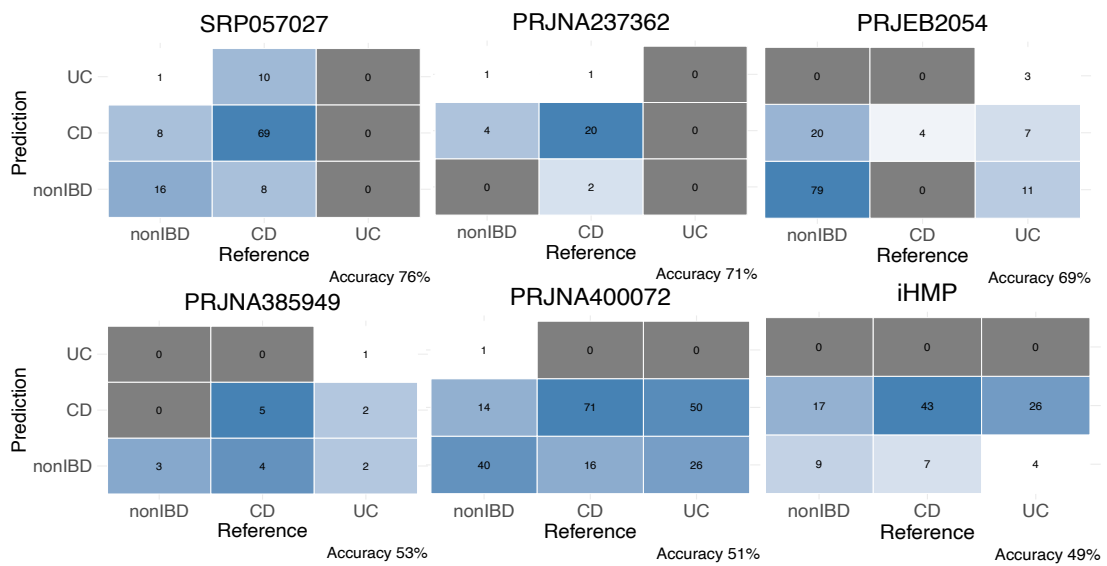 SRP057027
PRJNA237362
PRJEB2054
Prediction
UC
1 10 0
1 1 0
0 0 3
CD
8 69 0
4 20 0
20 4 7
nonIBD
16 8 0
0 2 0
79 0 11
nonIBD CD UC
nonIBD CD UC
nonIBD CD UC
Reference
Reference
Reference
Accuracy 76%
Accuracy 71%
Accuracy 69%
PRJNA385949
PRJNA400072
iHMP
Prediction
UC
0 0 1
1 0 0
0 0 0
CD
0 5 2
14 71 50
17 43 26
nonIBD
3 4 2
40 16 26
9 7 4
nonIBD CD UC
nonIBD CD UC
nonIBD CD UC
Reference
Reference
Reference
Accuracy 53%
Accuracy 51%
Accuracy 49%